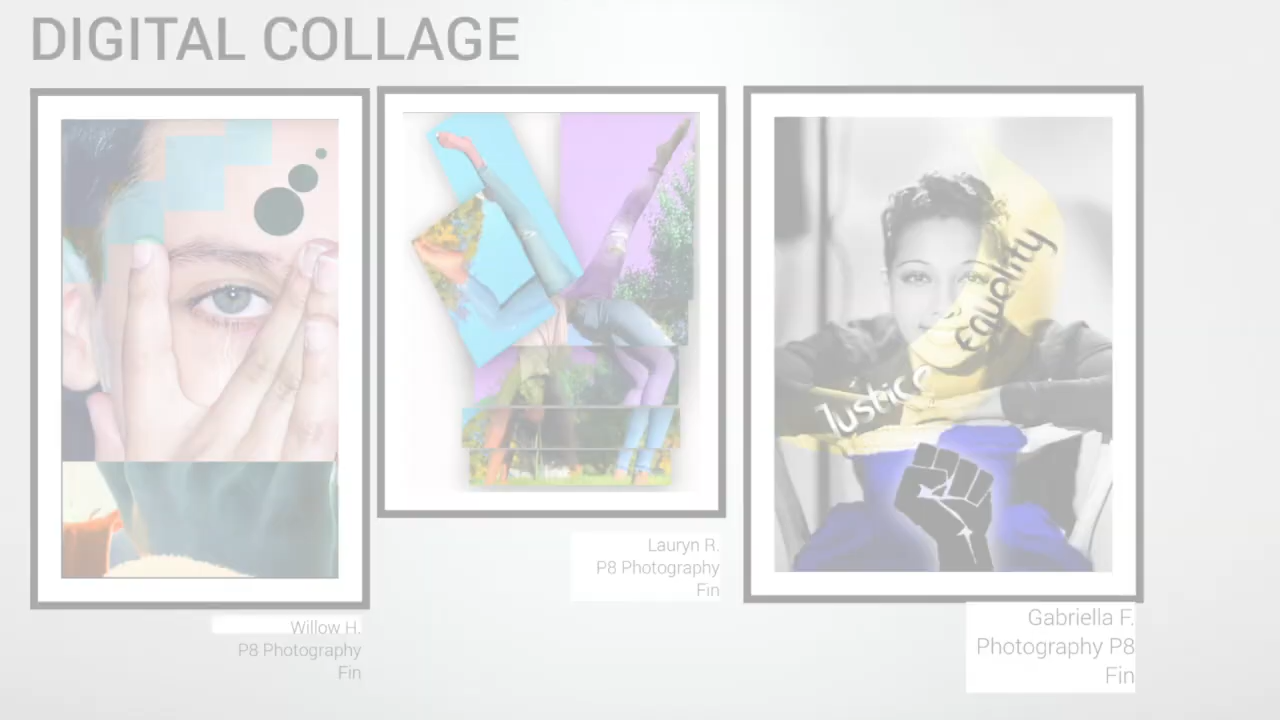 DIGITAL COLLAGE
Equality
Justice
Lauryn R.
P8 Photography
Fin
Willow H.
P8 Photography
Fin
Gabriella F.
Photography P8
Fin